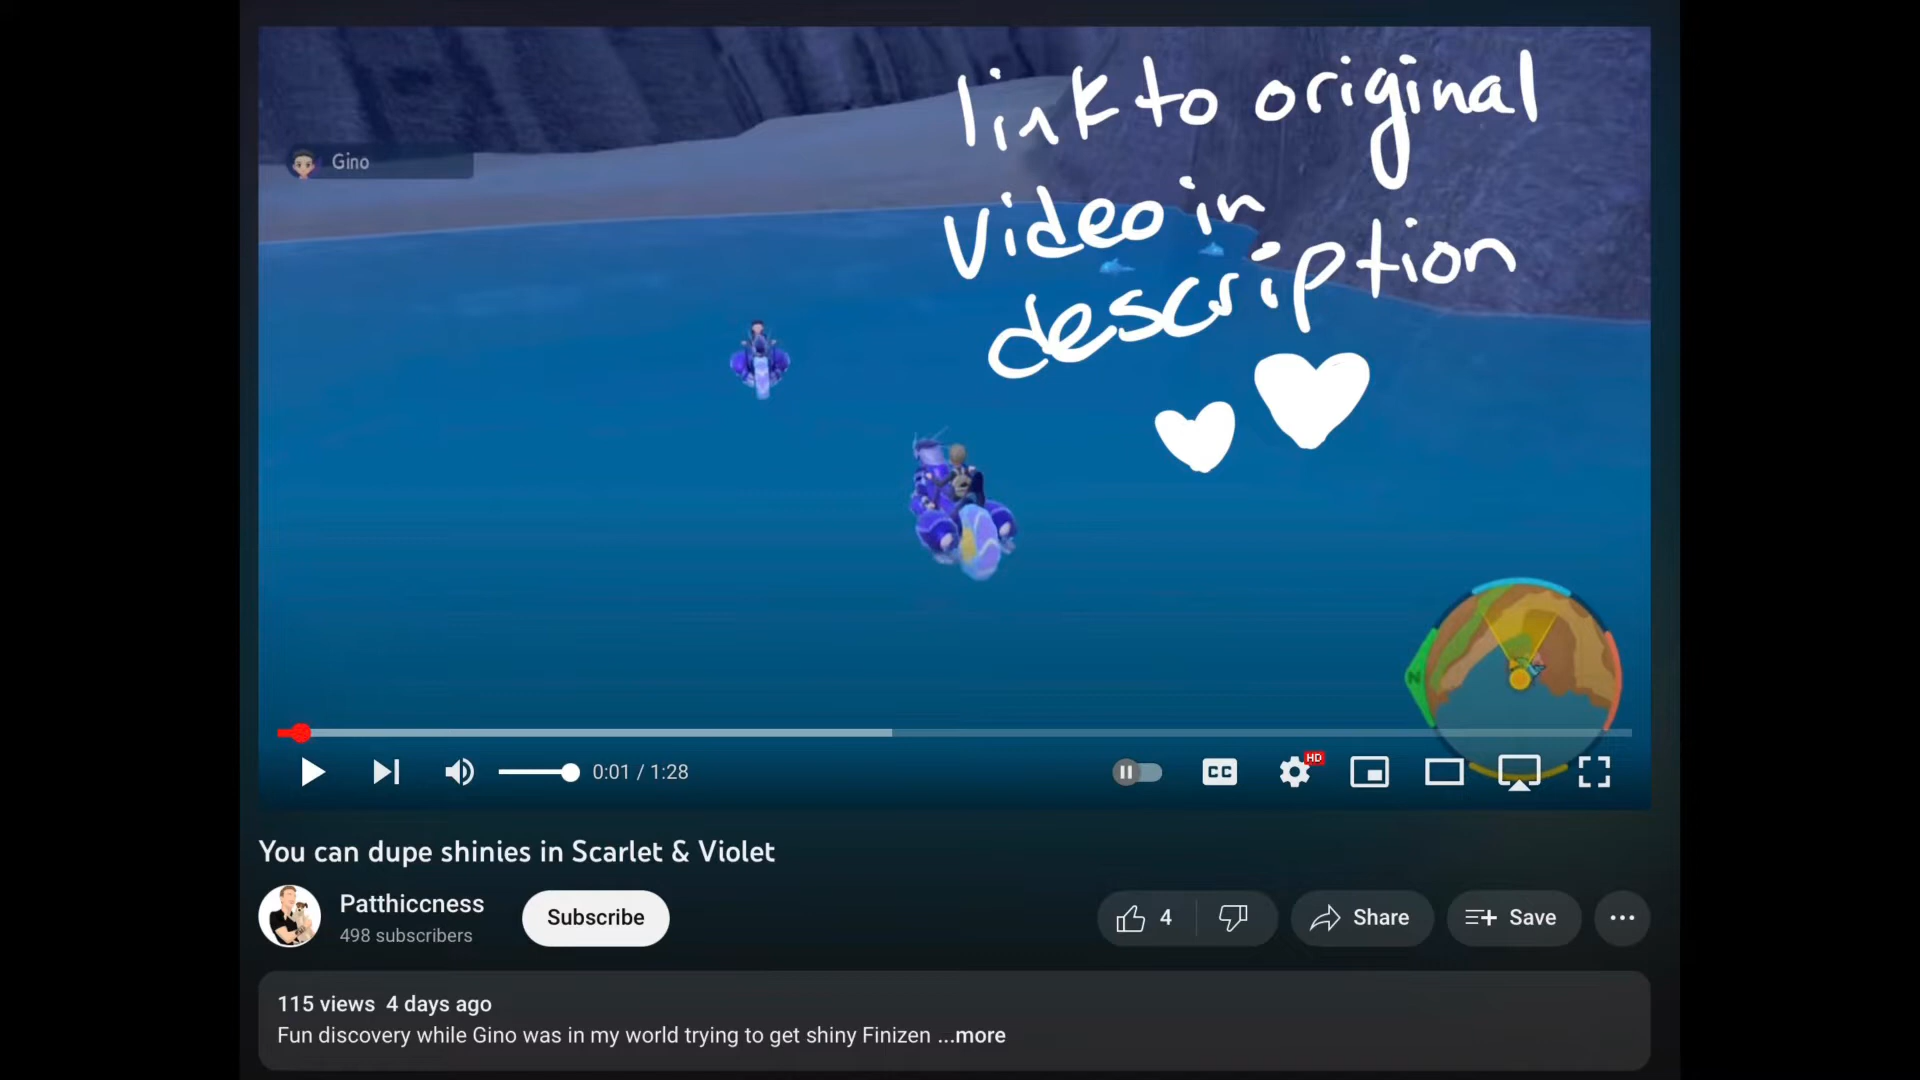 link to original
video in
description
Gino
N
HD
CC
0:01 / 1:28
You can dupe shinies in Scarlet & Violet
Patthiccness
498 subscribers
Subscribe
4
Share
Save
115 views 4 days ago
Fun discovery while Gino was in my world trying to get shiny Finizen ...more